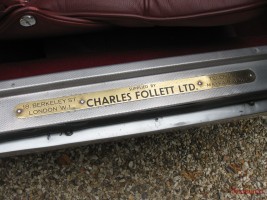 18 BERKELEY ST
LONDON W.1.
SUPPLIED BY
CHARLES FOLLETT LTD.